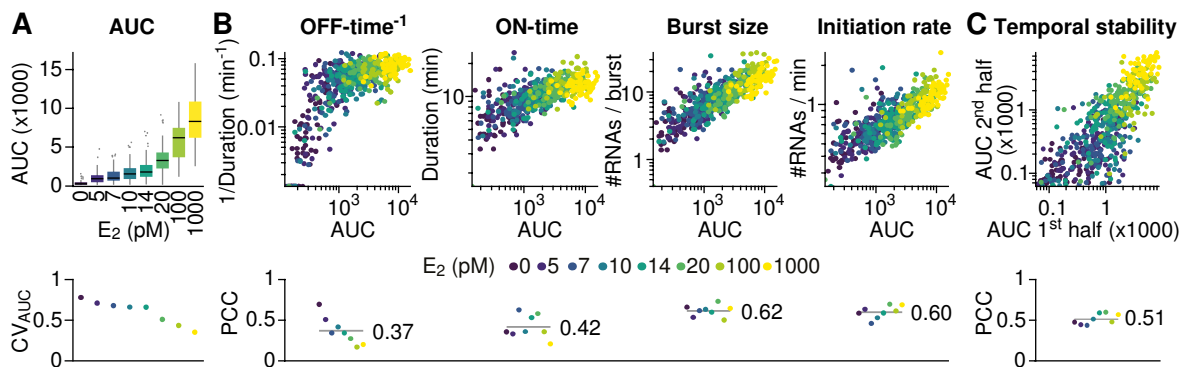 A
AUC
AUC (x1000)
15
10
5
0
0
5
7
10
14
20
100
1000
E2 (pM)
CVAUC
1
0.5
0
B
OFF-time-1
1/Duration (min-1)
0.1
0.01
10³
10⁴
AUC
ON-time
Duration (min)
10
10³
10⁴
AUC
Burst size
#RNAs / burst
10
1
10³
10⁴
AUC
Initiation rate
#RNAs / min
1
10³
10⁴
AUC
E2 (pM) 0 5 7 10 14 20 100 1000
PCC
1
0.5
0
0.37
0.42
0.62
0.60
C
Temporal stability
AUC 2nd half
(x1000)
1
0.1
0.1
1
AUC 1st half (x1000)
PCC
1
0.5
0
0.51